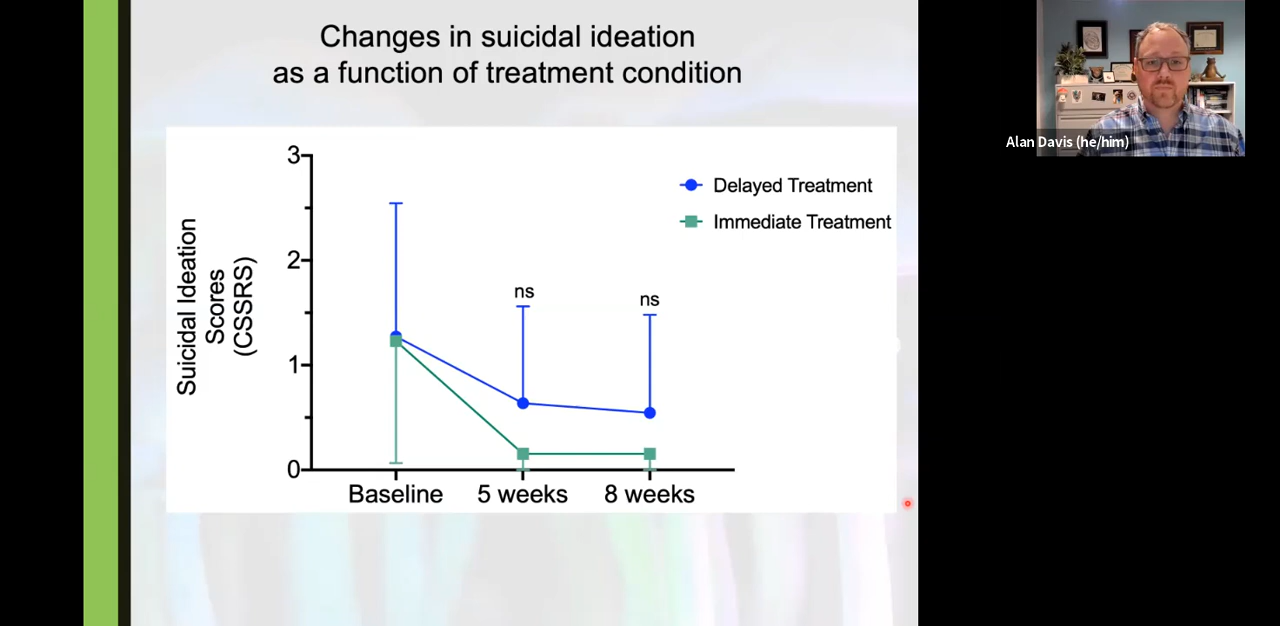 Changes in suicidal ideation
as a function of treatment condition
Alan Davis (he/him)
3
2
1
0
Suicidal Ideation
Scores
(CSSRS)
Delayed Treatment
Immediate Treatment
ns
ns
Baseline
5 weeks
8 weeks